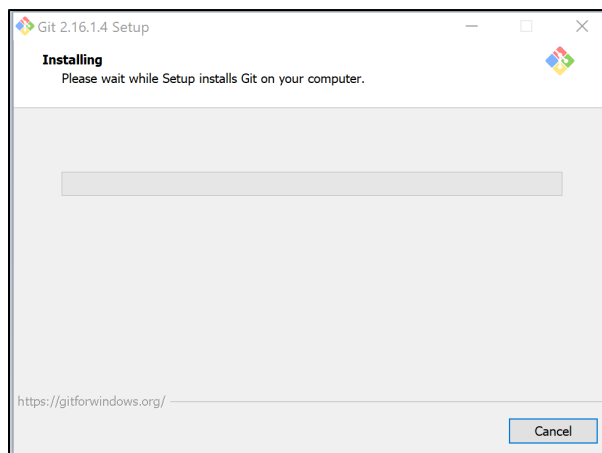 Git 2.16.1.4 Setup
Installing
Please wait while Setup installs Git on your computer.
https://gitforwindows.org/
Cancel